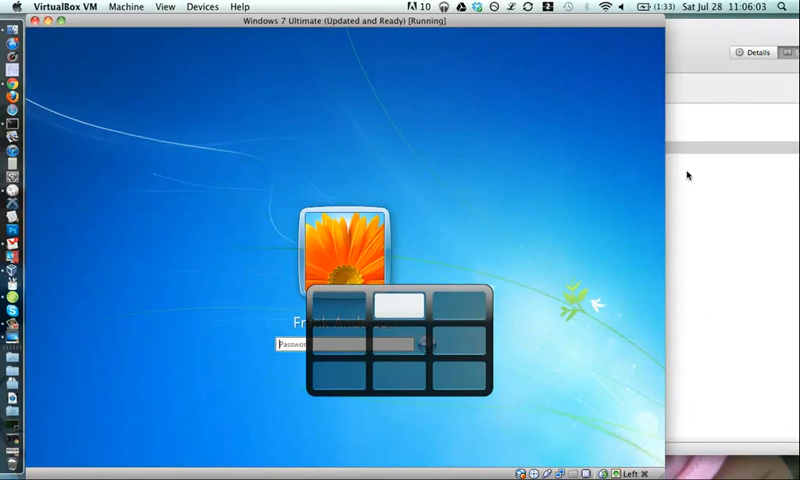 VirtualBox VM Machine View Devices Help 10 2 (1:33) Sat Jul 28 11:06:03
Windows 7 Ultimate (Updated and Ready) [Running]
Details
Left ⌘